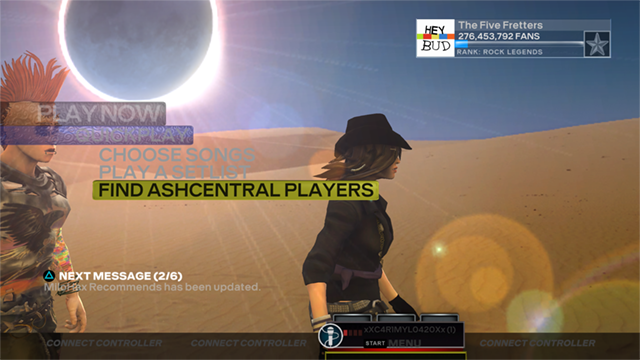 HEY
BUD
The Five Fretters
276,453,792 FANS
RANK: ROCK LEGENDS
PLAY NOW
CHOOSE SONGS
PLAY A SETLIST
FIND ASHCENTRAL PLAYERS
NEXT MESSAGE (2/6)
Recommends has been updated.
xXC4R1MYLO420Xx (!)
START MENU
CONNECT CONTROLLER
CONNECT CONTROLLER
CONNECT CONTROLLER